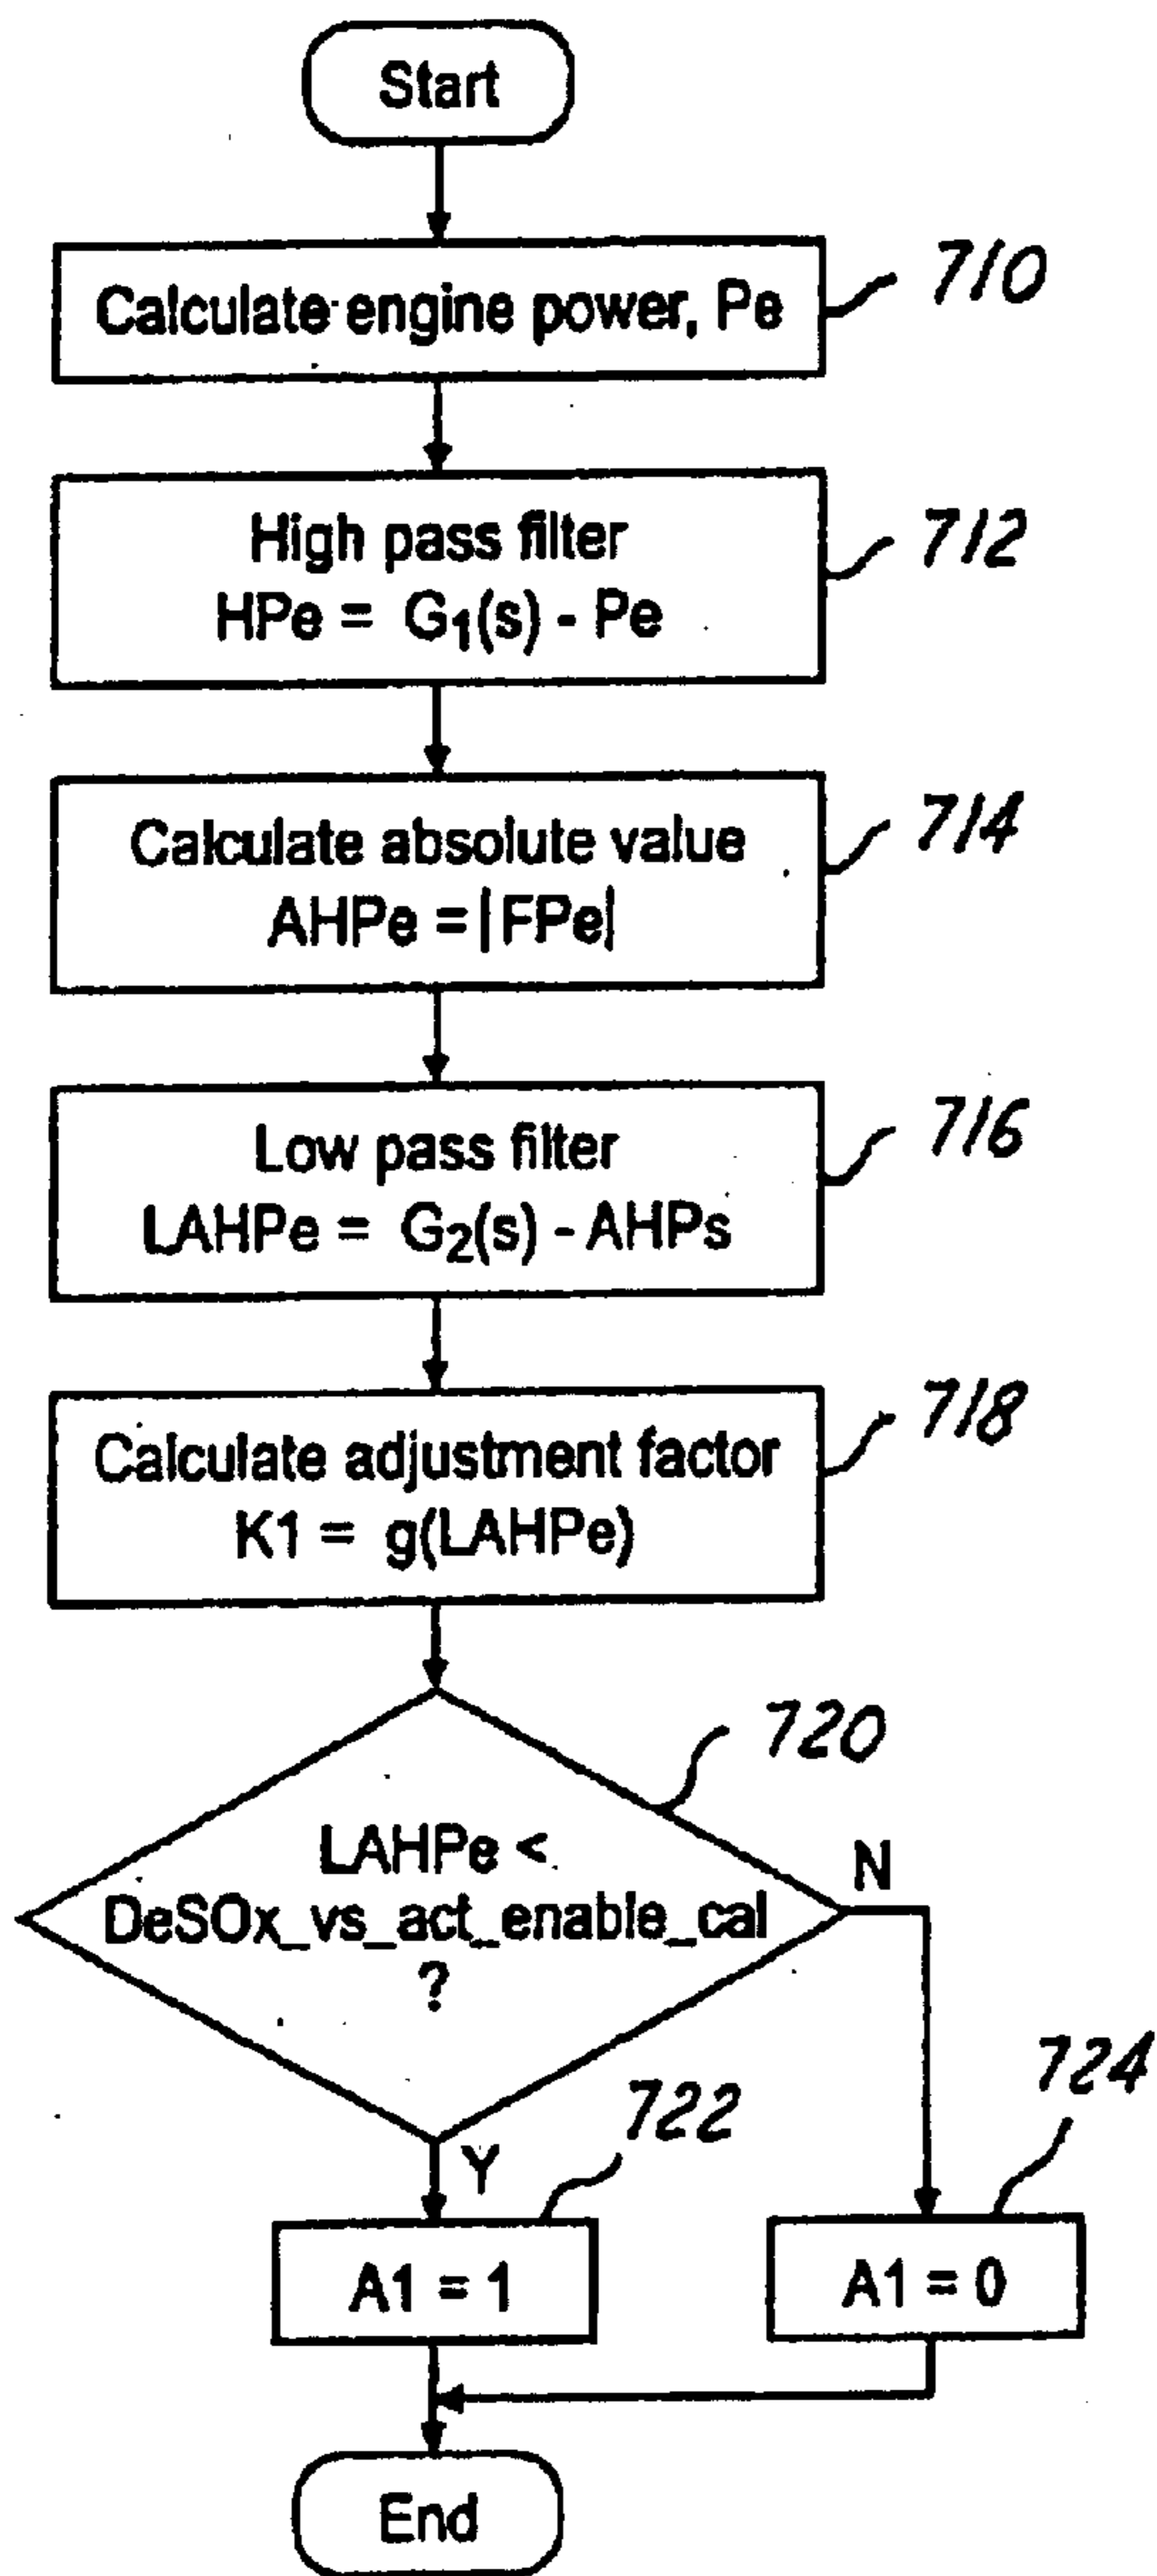 Start
Calculate engine power, Pe
710
High pass filter
HPe = G1(s) - Pe
712
Calculate absolute value
AHPe = |FPe|
714
Low pass filter
LAHPe = G2(s) - AHPs
716
Calculate adjustment factor
K1 = g(LAHPe)
718
720
LAHPe <
DeSOx_vs_act_enable_cal
?
N
Y
722
724
A1 = 1
A1 = 0
End